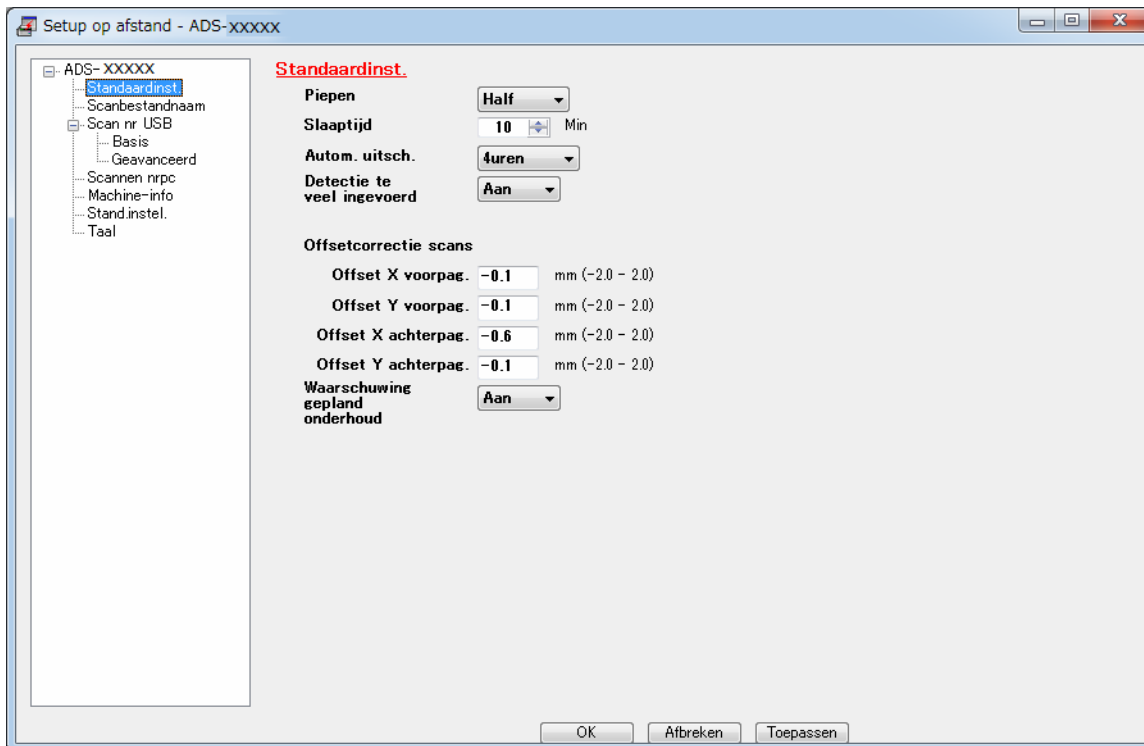 Setup op afstand - ADS-xxxxx
ADS-XXXXX
Standaardinst.
Scanbestandnaam
Scan nr USB
Basis
Geavanceerd
Scannen nrpc
Machine-info
Stand.instel.
Taal
Standaardinst.
Piepen Half
Slaaptijd 10 Min
Autom. uitsch. 4uren
Detectie te
veel ingevoerd Aan
Offsetcorrectie scans
Offset X voorpag. -0.1 mm (-2.0 - 2.0)
Offset Y voorpag. -0.1 mm (-2.0 - 2.0)
Offset X achterpag. -0.6 mm (-2.0 - 2.0)
Offset Y achterpag. -0.1 mm (-2.0 - 2.0)
Waarschuwing
gepland Aan
onderhoud
OK Afbreken Toepassen